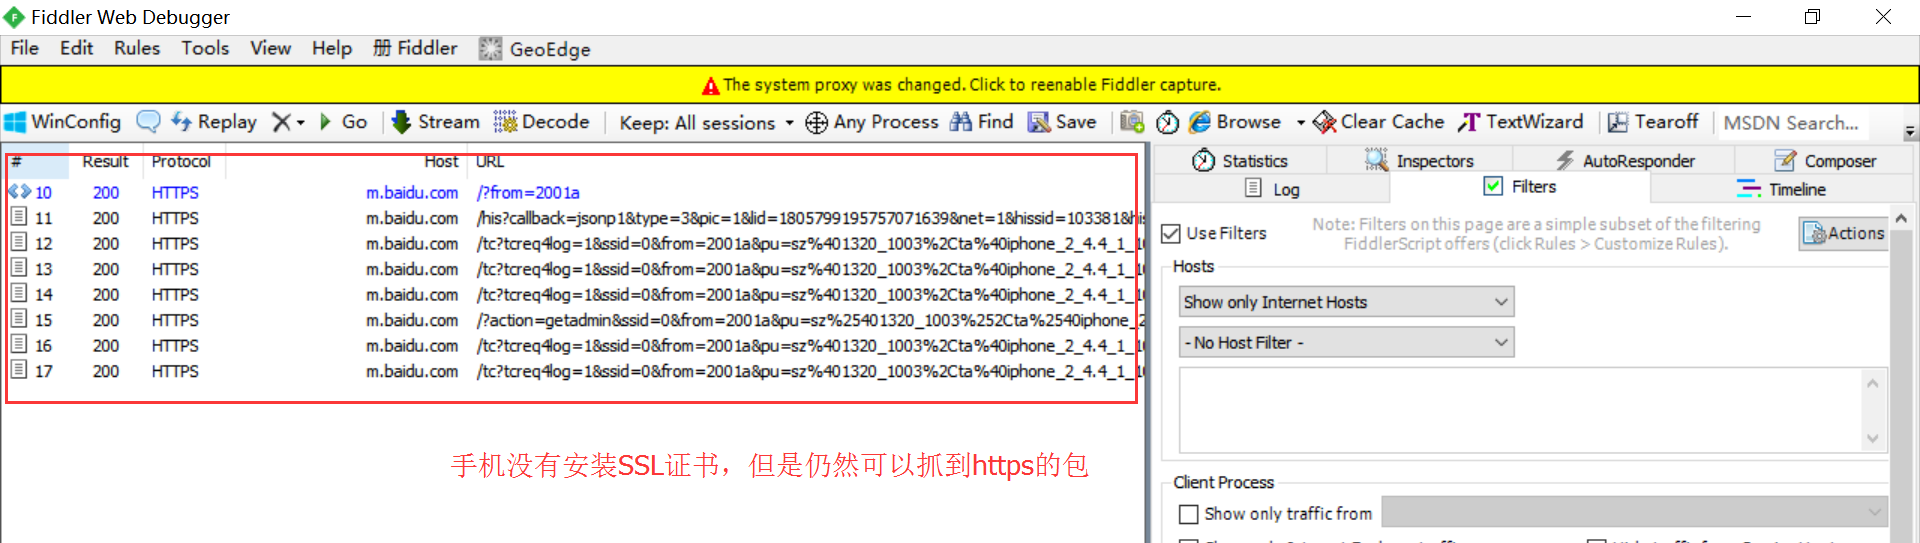 Fiddler Web Debugger
File Edit Rules Tools View Help 册 Fiddler GeoEdge
The system proxy was changed. Click to reenable Fiddler capture.
WinConfig Replay Go Stream Decode Keep: All sessions Any Process Find Save Browse Clear Cache TextWizard Tearoff MSDN Search...
# Result Protocol Host URL
10 200 HTTPS m.baidu.com /?from=2001a
11 200 HTTPS m.baidu.com /his?callback=jsonp1&type=3&pic=1&lid=1805799195757071639&net=1&hissid=103381&his
12 200 HTTPS m.baidu.com /tc?tcreq4log=1&ssid=0&from=2001a&pu=sz%401320_1003%2Cta%40iphone_2_4.4_1_10
13 200 HTTPS m.baidu.com /tc?tcreq4log=1&ssid=0&from=2001a&pu=sz%401320_1003%2Cta%40iphone_2_4.4_1_10
14 200 HTTPS m.baidu.com /tc?tcreq4log=1&ssid=0&from=2001a&pu=sz%401320_1003%2Cta%40iphone_2_4.4_1_10
15 200 HTTPS m.baidu.com /?action=getadmin&ssid=0&from=2001a&pu=sz%25401320_1003%252Cta%2540iphone_2
16 200 HTTPS m.baidu.com /tc?tcreq4log=1&ssid=0&from=2001a&pu=sz%401320_1003%2Cta%40iphone_2_4.4_1_10
17 200 HTTPS m.baidu.com /tc?tcreq4log=1&ssid=0&from=2001a&pu=sz%401320_1003%2Cta%40iphone_2_4.4_1_10
手机没有安装SSL证书，但是仍然可以抓到https的包
Statistics Inspectors AutoResponder Composer
Log Filters Timeline
Use Filters
Note: Filters on this page are a simple subset of the filtering
FiddlerScript offers (click Rules > Customize Rules).
Actions
Hosts
Show only Internet Hosts
- No Host Filter -
Client Process
Show only traffic from